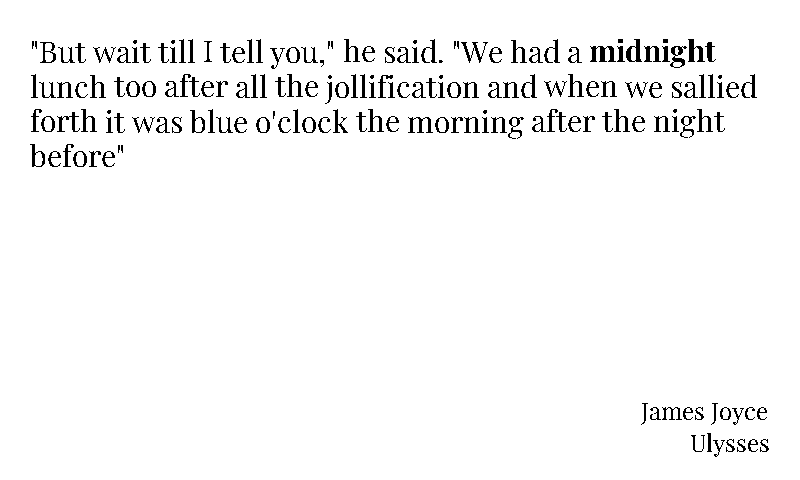 "But wait till I tell you," he said. "We had a midnight
lunch too after all the jollification and when we sallied
forth it was blue o'clock the morning after the night
before"
James Joyce
Ulysses